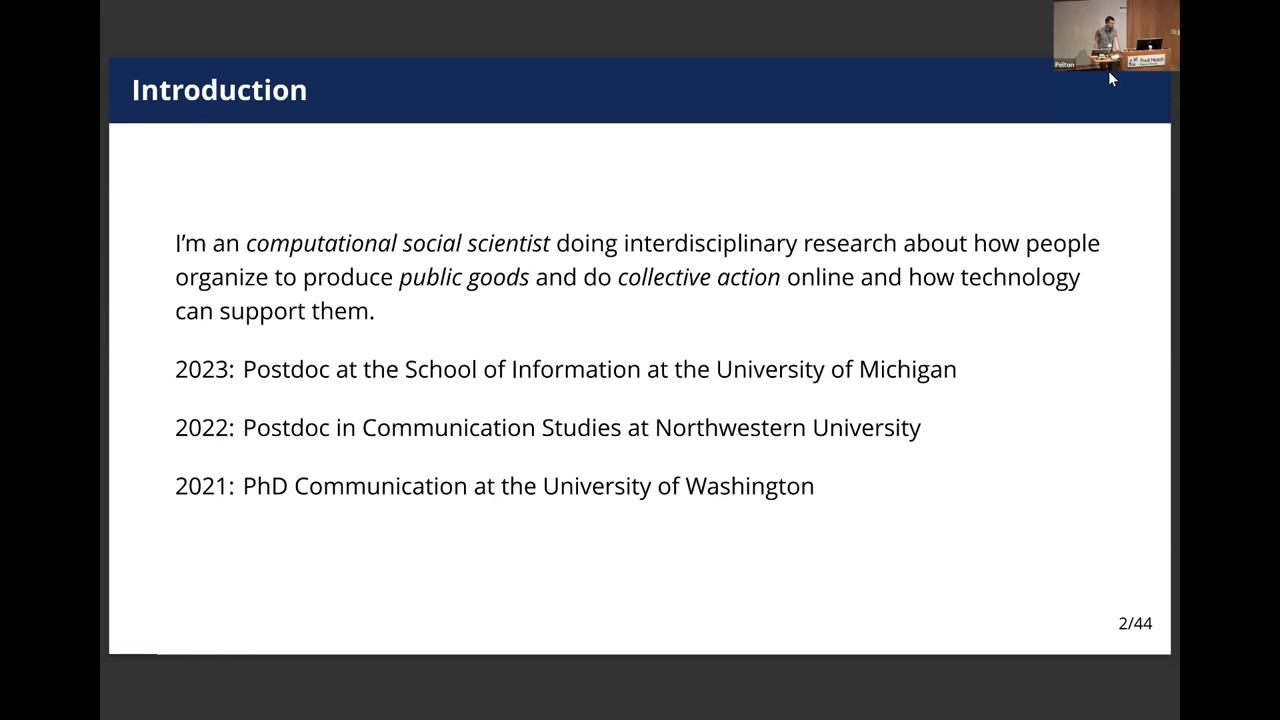 Introduction
Pelton
Fred Hutch
I'm an computational social scientist doing interdisciplinary research about how people
organize to produce public goods and do collective action online and how technology
can support them.
2023: Postdoc at the School of Information at the University of Michigan
2022: Postdoc in Communication Studies at Northwestern University
2021: PhD Communication at the University of Washington
2/44